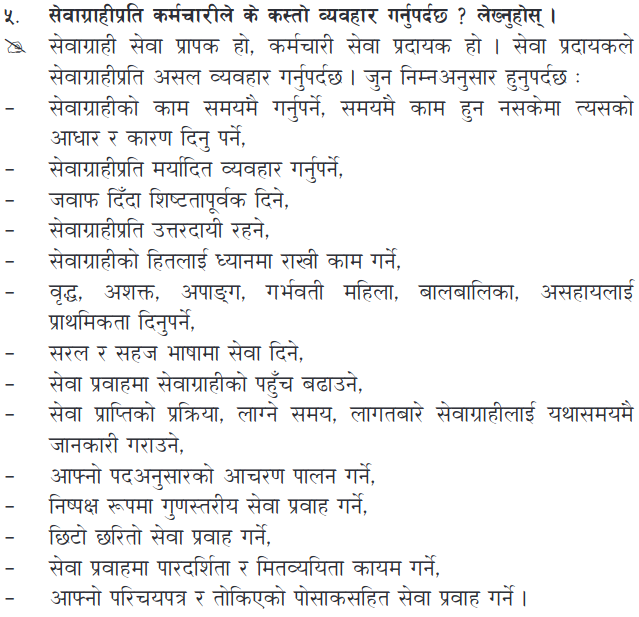 ५. सेवाग्राहीप्रति कर्मचारीले के कस्तो व्यवहार गर्नुपर्दछ ? लेख्नुहोस् ।
सेवाग्राही सेवा प्रापक हो, कर्मचारी सेवा प्रदायक हो । सेवा प्रदायकले
सेवाग्राहीप्रति असल व्यवहार गर्नुपर्दछ । जुन निम्नअनुसार हुनुपर्दछ :
– सेवाग्राहीको काम समयमै गर्नुपर्ने, समयमै काम हुन नसकेमा त्यसको
आधार र कारण दिनु पर्ने,
– सेवाग्राहीप्रति मर्यादित व्यवहार गर्नुपर्ने,
– जवाफ दिँदा शिष्टतापूर्वक दिने,
– सेवाग्राहीप्रति उत्तरदायी रहने,
– सेवाग्राहीको हितलाई ध्यानमा राखी काम गर्ने,
– वृद्ध, अशक्त, अपाङ्ग, गर्भवती महिला, बालबालिका, असहायलाई
प्राथमिकता दिनुपर्ने,
– सरल र सहज भाषामा सेवा दिने,
– सेवा प्रवाहमा सेवाग्राहीको पहुँच बढाउने,
– सेवा प्राप्तिको प्रक्रिया, लाग्ने समय, लागतबारे सेवाग्राहीलाई यथासमयमै
जानकारी गराउने,
– आफ्नो पदअनुसारको आचरण पालन गर्ने,
– निष्पक्ष रूपमा गुणस्तरीय सेवा प्रवाह गर्ने,
– छिटो छरितो सेवा प्रवाह गर्ने,
– सेवा प्रवाहमा पारदर्शिता र मितव्ययिता कायम गर्ने,
– आफ्नो परिचयपत्र र तोकिएको पोसाकसहित सेवा प्रवाह गर्ने ।